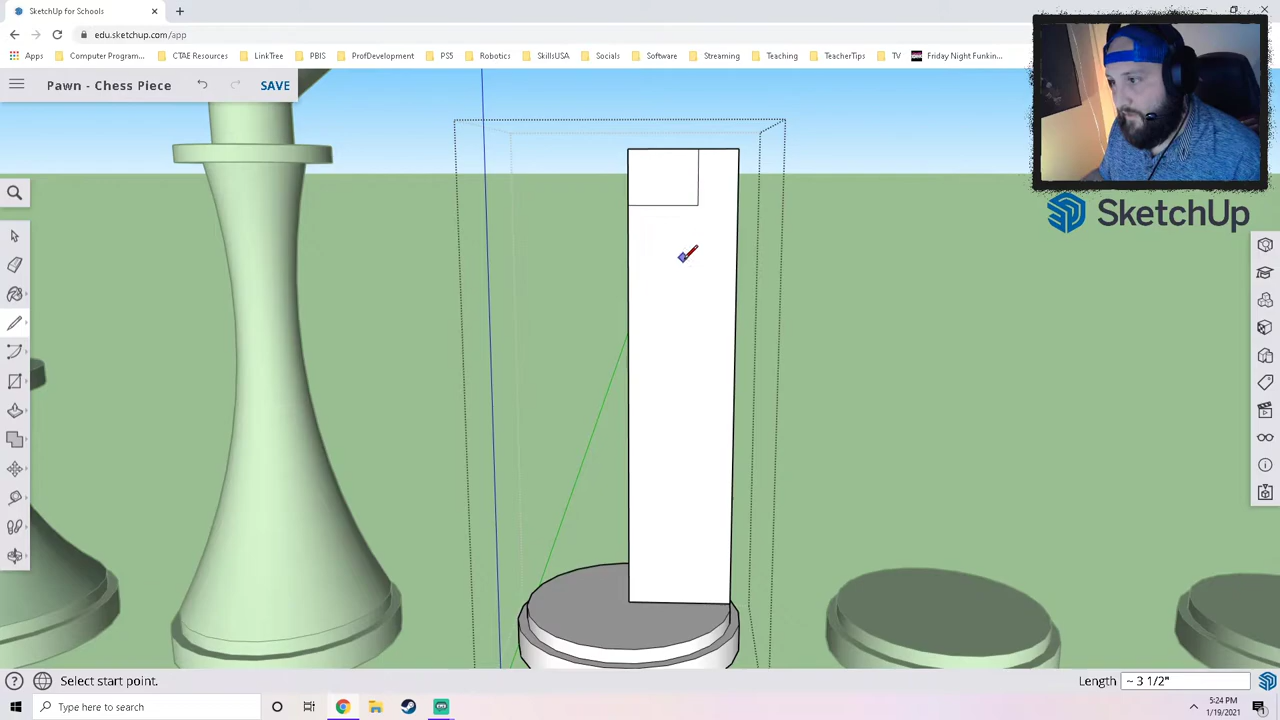 SketchUp for Schools
edu.sketchup.com/app
Apps
Computer Program...
CTAE Resources
LinkTree
PBIS
ProfDevelopment
PS5
Robotics
SkillsUSA
Socials
Software
Streaming
Teaching
TeacherTips
TV
Friday Night Funkin...
Pawn - Chess Piece
SAVE
SketchUp
Select start point.
Length
~ 3 1/2"
Type here to search
5:24 PM
1/19/2021